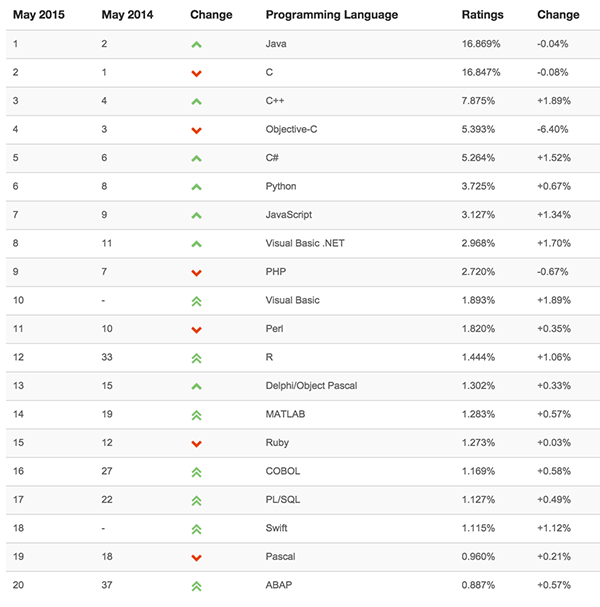 May 2015 May 2014 Change Programming Language Ratings Change
1 2 Java 16.869% -0.04%
2 1 C 16.847% -0.08%
3 4 C++ 7.875% +1.89%
4 3 Objective-C 5.393% -6.40%
5 6 C# 5.264% +1.52%
6 8 Python 3.725% +0.67%
7 9 JavaScript 3.127% +1.34%
8 11 Visual Basic .NET 2.968% +1.70%
9 7 PHP 2.720% -0.67%
10 - Visual Basic 1.893% +1.89%
11 10 Perl 1.820% +0.35%
12 33 R 1.444% +1.06%
13 15 Delphi/Object Pascal 1.302% +0.33%
14 19 MATLAB 1.283% +0.57%
15 12 Ruby 1.273% +0.03%
16 27 COBOL 1.169% +0.58%
17 22 PL/SQL 1.127% +0.49%
18 - Swift 1.115% +1.12%
19 18 Pascal 0.960% +0.21%
20 37 ABAP 0.887% +0.57%